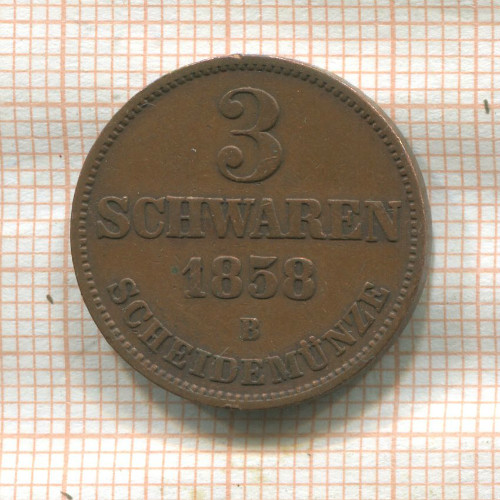 3
SCHWAREN
1858
B
SCHEIDEMÜNZE